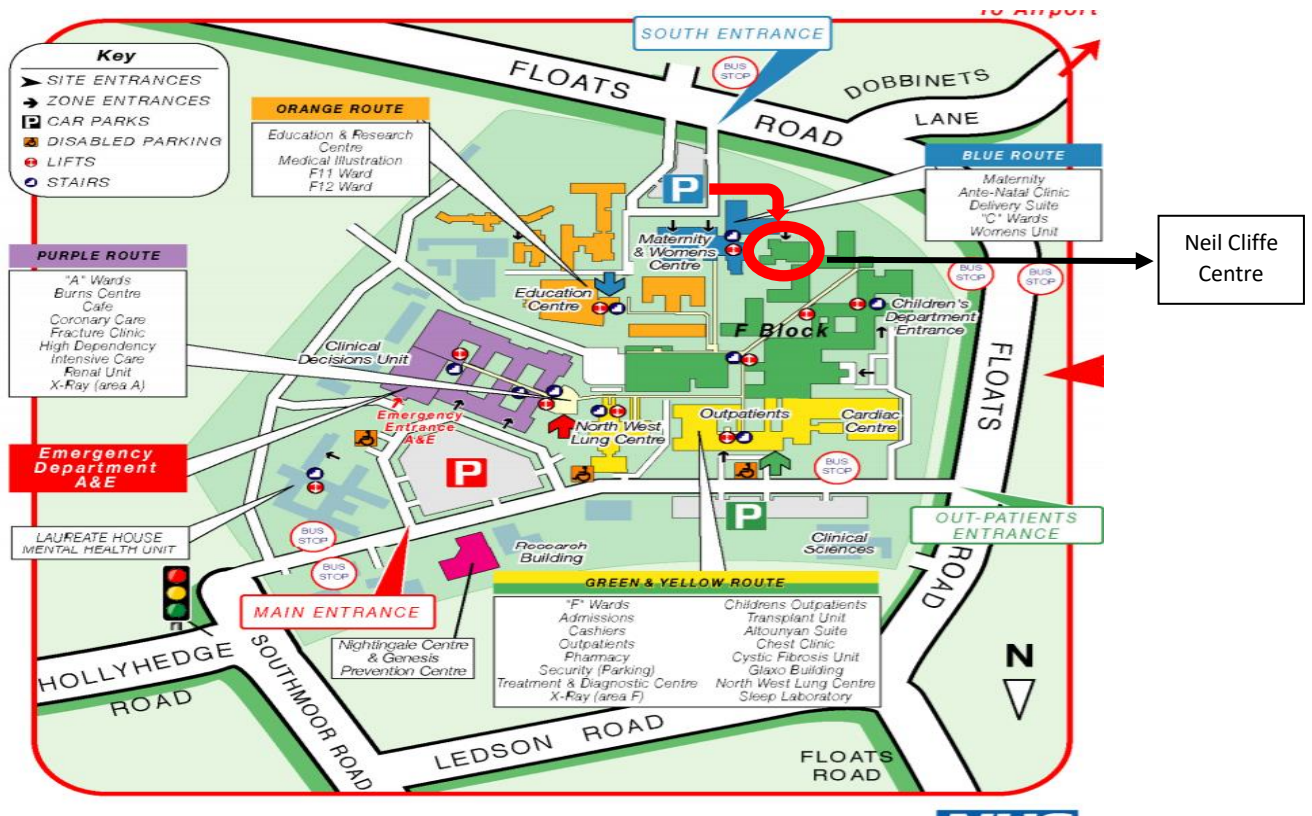 To Airport
SOUTH ENTRANCE
Key
SITE ENTRANCES
ZONE ENTRANCES
P CAR PARKS
DISABLED PARKING
LIFTS
STAIRS
FLOATS
ROAD
BUS
STOP
DOBBINETS
LANE
ORANGE ROUTE
Education & Research
Centre
Medical Illustration
F11 Ward
F12 Ward
BLUE ROUTE
Maternity
Ante-Natal Clinic
Delivery Suite
"C" Wards
Womens Unit
P
Neil Cliffe
Centre
PURPLE ROUTE
"A" Wards
Burns Centre
Cafe
Coronary Care
Fracture Clinic
High Dependency
Intensive Care
Renal Unit
X-Ray (area A)
Maternity
& Womens
Centre
Education
Centre
BUS
STOP
BUS
STOP
Children's
Department
Entrance
F Block
Clinical
Decisions Unit
FLOATS
ROAD
Emergency
Entrance
A&E
North West
Lung Centre
Outpatients
Cardiac
Centre
Emergency
Department
A&E
P
BUS
STOP
P
LAUREATE HOUSE
MENTAL HEALTH UNIT
BUS
STOP
BUS
STOP
Research
Building
Clinical
Sciences
OUT-PATIENTS
ENTRANCE
MAIN ENTRANCE
Nightingale Centre
& Genesis
Prevention Centre
GREEN & YELLOW ROUTE
"F" Wards
Admissions
Cashiers
Outpatients
Pharmacy
Security (Parking)
Treatment & Diagnostic Centre
X-Ray (area F)
Childrens Outpatients
Transplant Unit
Altounyan Suite
Chest Clinic
Cystic Fibrosis Unit
Glaxo Building
North West Lung Centre
Sleep Laboratory
N
HOLLYHEDGE
ROAD
SOUTHMOOR ROAD
LEDSON ROAD
FLOATS
ROAD
NHS